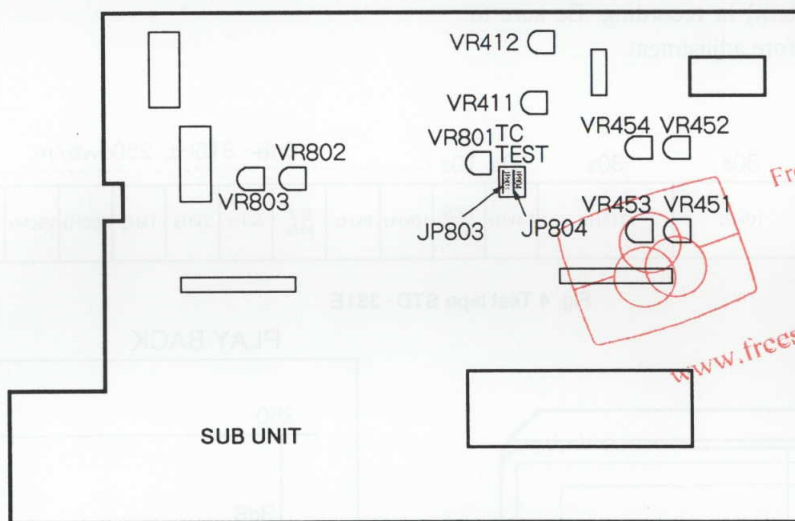 VR412
VR411
VR801
TC
TEST
VR454
VR452
VR802
VR803
JP803
JP804
VR453
VR451
SUB UNIT
Fig. 4 Test tape STD-331E
PLAY BACK
www.frees